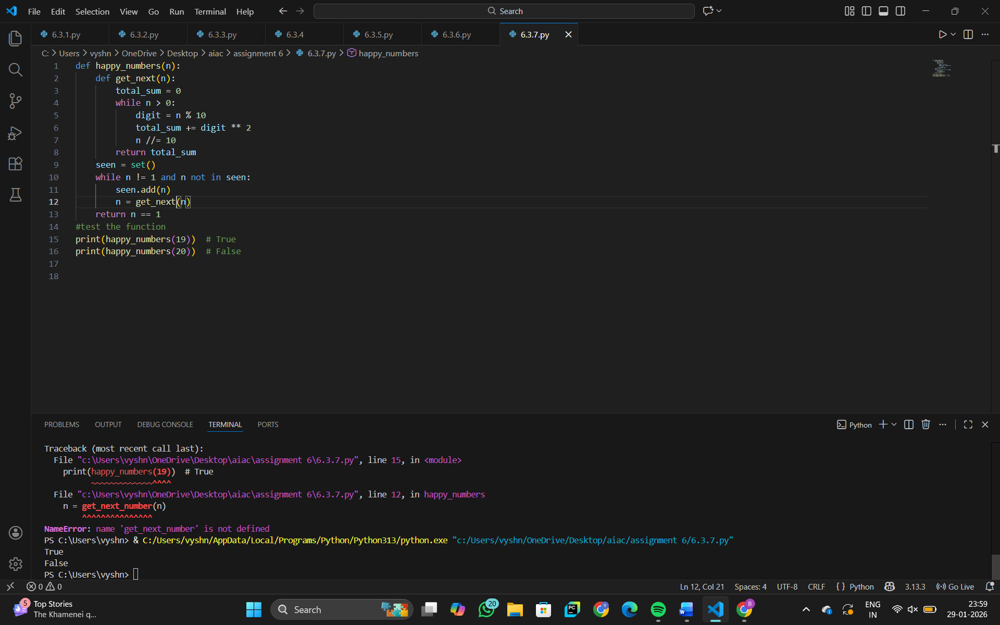 File Edit Selection View Go Run Terminal Help
Search
6.3.1.py 6.3.2.py 6.3.3.py 6.3.4 6.3.5.py 6.3.6.py 6.3.7.py
C: > Users > vyshn > OneDrive > Desktop > aiac > assignment 6 > 6.3.7.py > happy_numbers
1 def happy_numbers(n):
2     def get_next(n):
3         total_sum = 0
4         while n > 0:
5             digit = n % 10
6             total_sum += digit ** 2
7             n //= 10
8         return total_sum
9     seen = set()
10     while n != 1 and n not in seen:
11         seen.add(n)
12         n = get_next(n)
13     return n == 1
14 #test the function
15 print(happy_numbers(19))  # True
16 print(happy_numbers(20))  # False
17
18
PROBLEMS OUTPUT DEBUG CONSOLE TERMINAL PORTS
Python
Traceback (most recent call last):
  File "c:\Users\vyshn\OneDrive\Desktop\aiac\assignment 6\6.3.7.py", line 15, in <module>
    print(happy_numbers(19))  # True
          ~~~~~~~~~~~~~^^^^
  File "c:\Users\vyshn\OneDrive\Desktop\aiac\assignment 6\6.3.7.py", line 12, in happy_numbers
    n = get_next_number(n)
        ^^^^^^^^^^^^^^^
NameError: name 'get_next_number' is not defined
PS C:\Users\vyshn> & C:/Users/vyshn/AppData/Local/Programs/Python/Python313/python.exe "c:/Users/vyshn/OneDrive/Desktop/aiac/assignment 6/6.3.7.py"
True
False
PS C:\Users\vyshn>
0 0
Ln 12, Col 21 Spaces: 4 UTF-8 CRLF { } Python 3.13.3 Go Live
5
Top Stories
The Khamenei q...
Search
PC
20
V
W
B
ENG
IN
23:59
29-01-2026